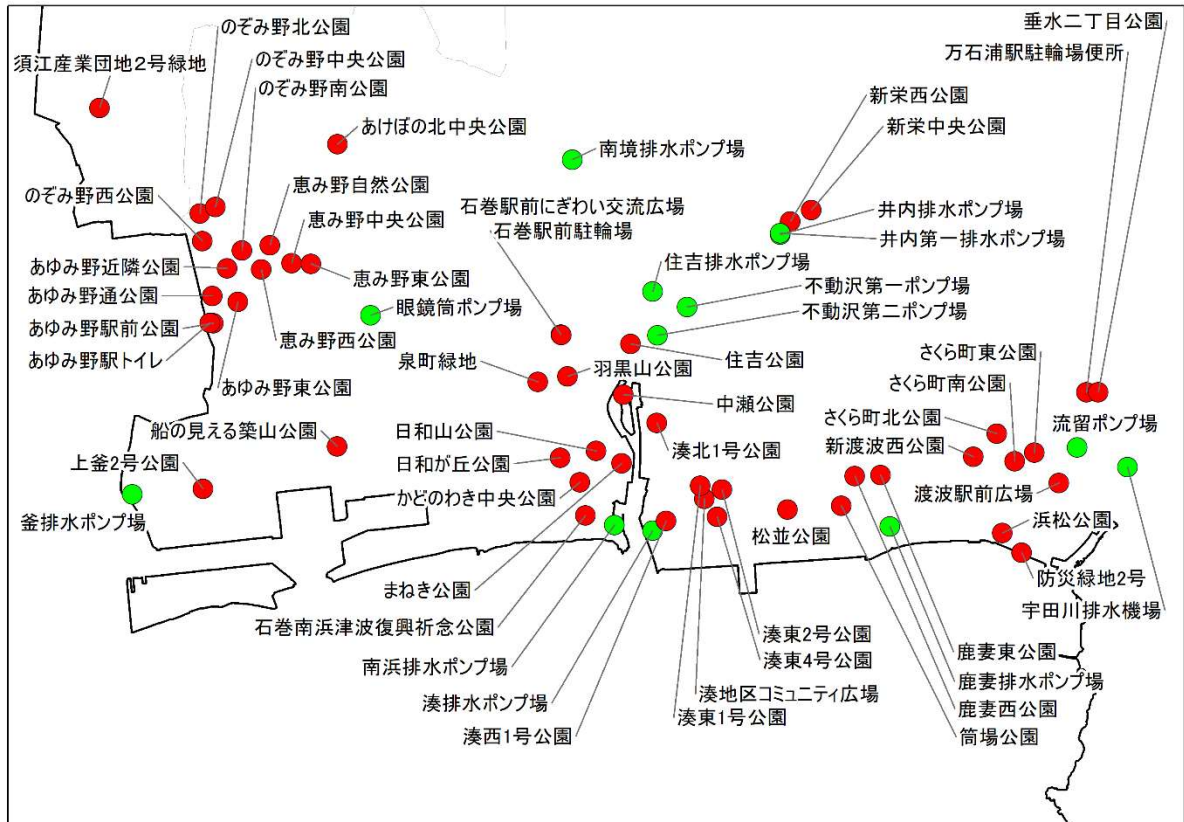 のぞみ野北公園
垂水二丁目公園
万石浦駅駐輪場便所
須江産業団地２号緑地
のぞみ野中央公園
のぞみ野南公園
新栄西公園
新栄中央公園
あけぼの北中央公園
南境排水ポンプ場
恵み野自然公園
のぞみ野西公園
恵み野中央公園
石巻駅前にぎわい交流広場
石巻駅前駐輪場
井内排水ポンプ場
井内第一排水ポンプ場
住吉排水ポンプ場
あゆみ野近隣公園
恵み野東公園
不動沢第一ポンプ場
あゆみ野通公園
眼鏡筒ポンプ場
あゆみ野駅前公園
不動沢第二ポンプ場
恵み野西公園
あゆみ野駅トイレ
泉町緑地
羽黒山公園
住吉公園
さくら町東公園
さくら町南公園
あゆみ野東公園
中瀬公園
さくら町北公園
流留ポンプ場
船の見える築山公園
日和山公園
湊北1号公園
新渡波西公園
上釜2号公園
日和が丘公園
かどのわき中央公園
渡波駅前広場
釜排水ポンプ場
松並公園
浜松公園
まねき公園
防災緑地2号
宇田川排水機場
石巻南浜津波復興祈念公園
湊東2号公園
湊東4号公園
鹿妻東公園
南浜排水ポンプ場
鹿妻排水ポンプ場
湊排水ポンプ場
湊地区コミュニティ広場
鹿妻西公園
湊東1号公園
湊西1号公園
筒場公園